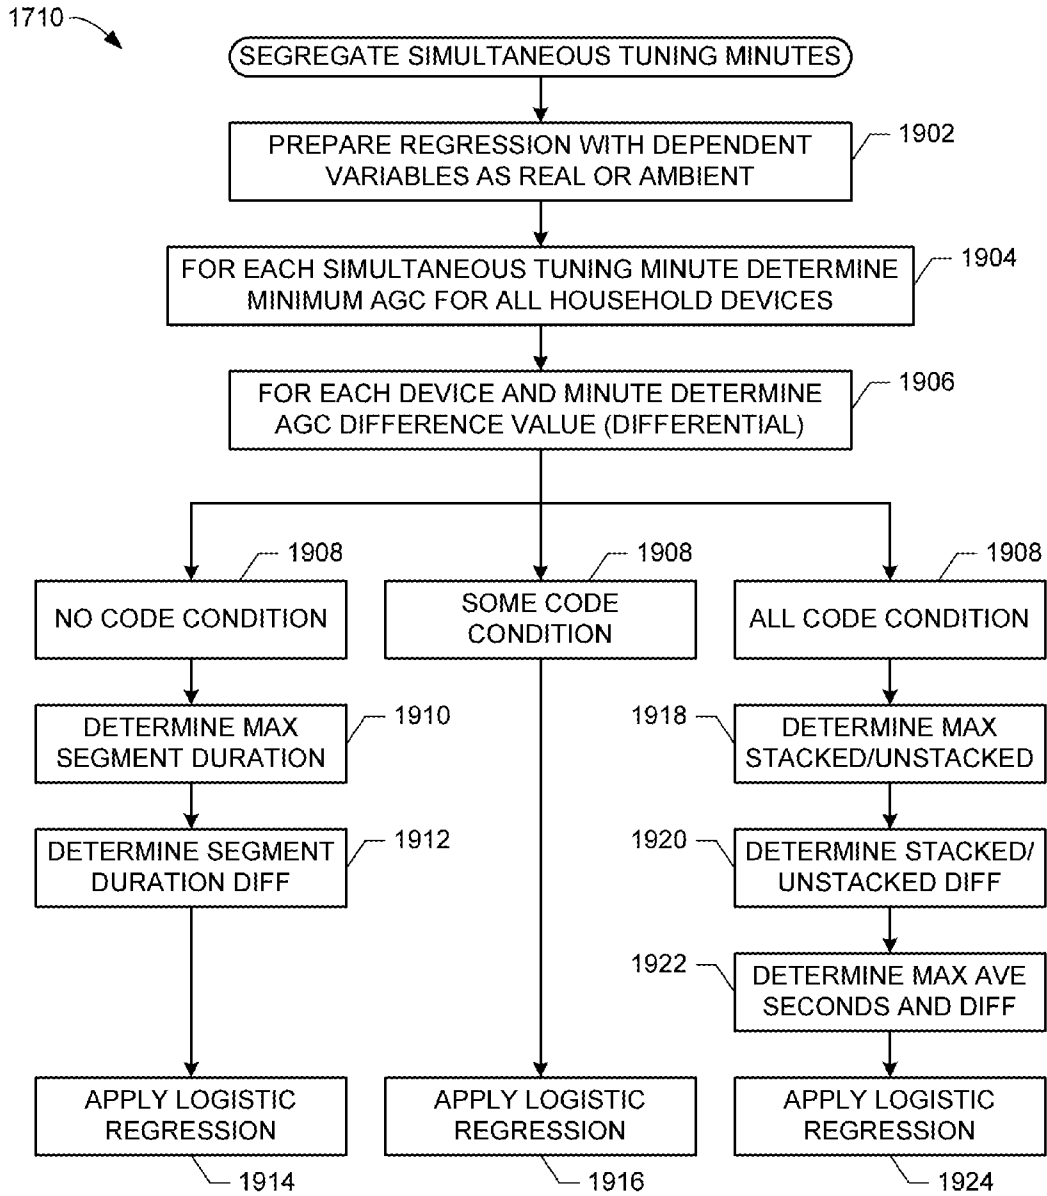 1710
SEGREGATE SIMULTANEOUS TUNING MINUTES
PREPARE REGRESSION WITH DEPENDENT
VARIABLES AS REAL OR AMBIENT
1902
FOR EACH SIMULTANEOUS TUNING MINUTE DETERMINE
MINIMUM AGC FOR ALL HOUSEHOLD DEVICES
1904
FOR EACH DEVICE AND MINUTE DETERMINE
AGC DIFFERENCE VALUE (DIFFERENTIAL)
1906
1908
NO CODE CONDITION
1908
SOME CODE
CONDITION
1908
ALL CODE CONDITION
DETERMINE MAX
SEGMENT DURATION
1910
1918
DETERMINE MAX
STACKED/UNSTACKED
DETERMINE SEGMENT
DURATION DIFF
1912
1920
DETERMINE STACKED/
UNSTACKED DIFF
1922
DETERMINE MAX AVE
SECONDS AND DIFF
APPLY LOGISTIC
REGRESSION
1914
APPLY LOGISTIC
REGRESSION
1916
APPLY LOGISTIC
REGRESSION
1924